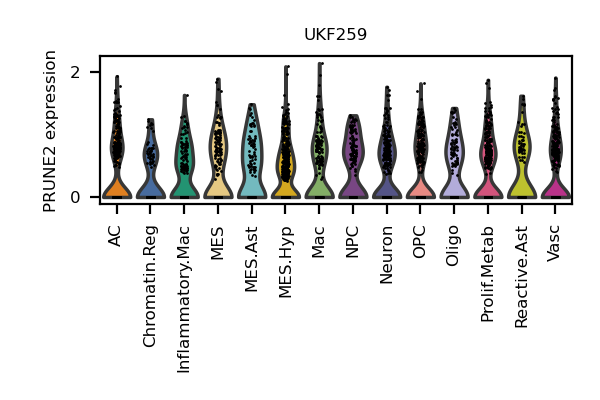 UKF259
PRUNE2 expression
2
0
AC
Chromatin.Reg
Inflammatory.Mac
MES
MES.Ast
MES.Hyp
Mac
NPC
Neuron
OPC
Oligo
Prolif.Metab
Reactive.Ast
Vasc